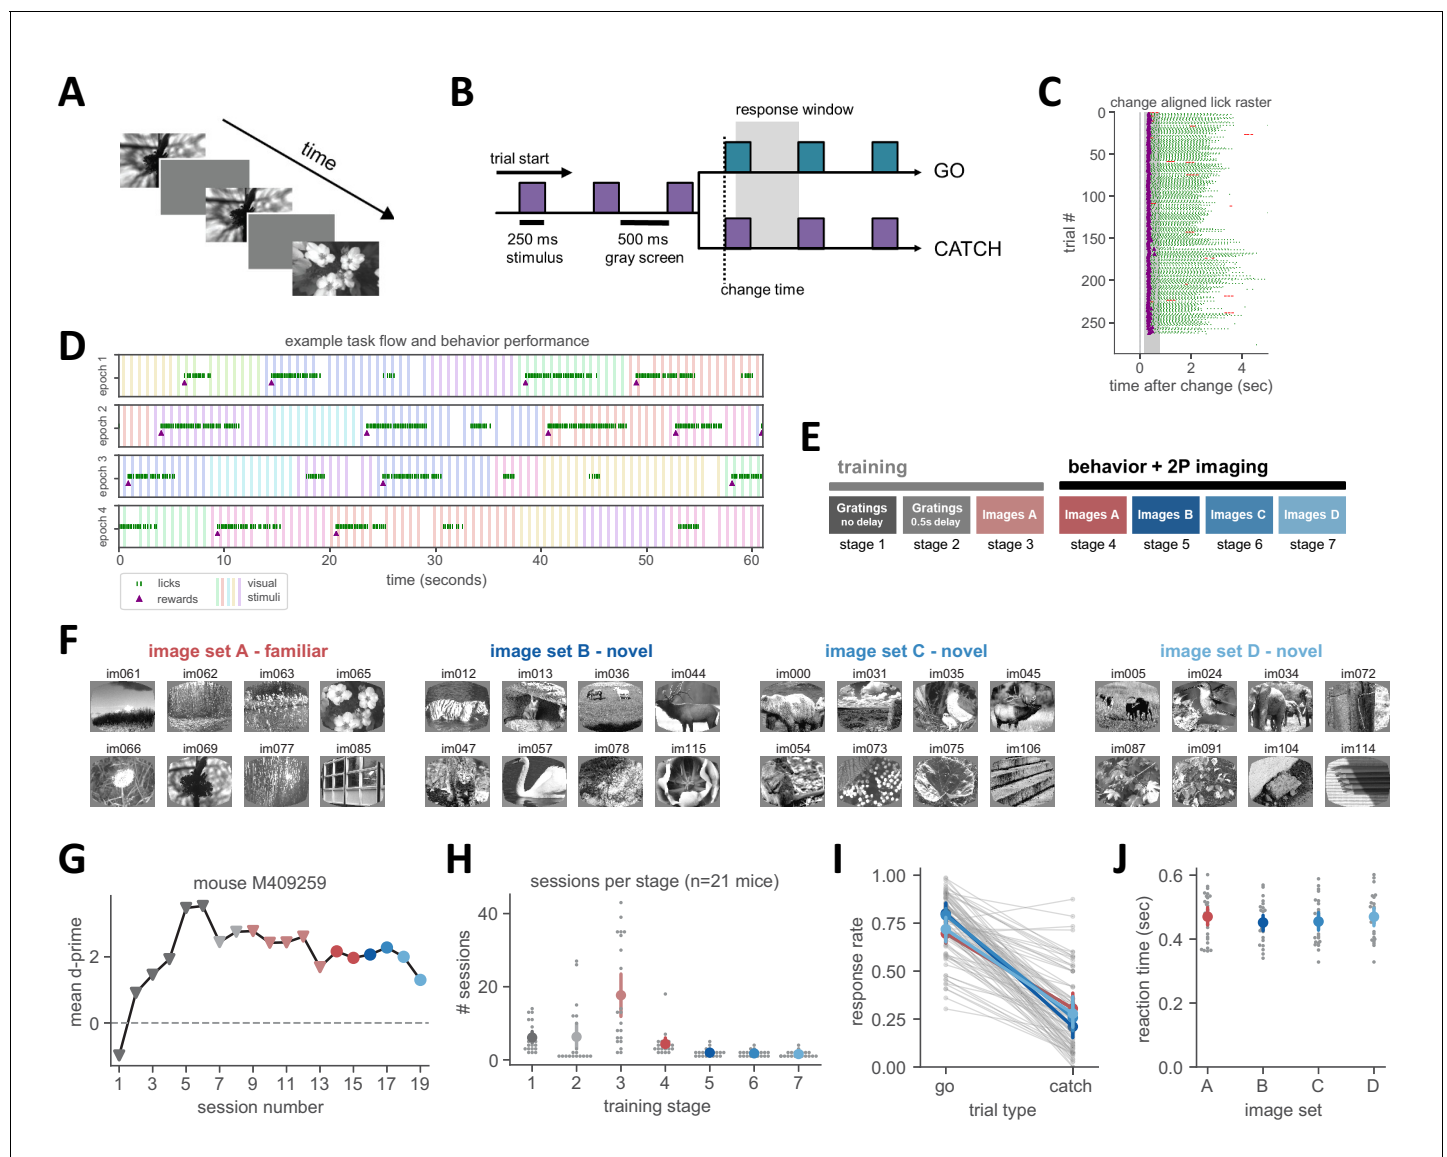 A
time
B
response window
trial start
GO
250 ms
stimulus
500 ms
gray screen
CATCH
change time
C
change aligned lick raster
0
50
100
150
200
250
trial #
0 2 4
time after change (sec)
D
example task flow and behavior performance
epoch 1
epoch 2
epoch 3
epoch 4
0 10 20 30 40 50 60
time (seconds)
licks
rewards
visual
stimuli
E
training
behavior + 2P imaging
Gratings
no delay
Gratings
0.5s delay
Images A
Images A
Images B
Images C
Images D
stage 1 stage 2 stage 3 stage 4 stage 5 stage 6 stage 7
F
image set A - familiar
im061 im062 im063 im065
im066 im069 im077 im085
image set B - novel
im012 im013 im036 im044
im047 im057 im078 im115
image set C - novel
im000 im031 im035 im045
im054 im073 im075 im106
image set D - novel
im005 im024 im034 im072
im087 im091 im104 im114
G
mouse M409259
mean d-prime
2
0
1 3 5 7 9 11 13 15 17 19
session number
H
sessions per stage (n=21 mice)
# sessions
40
20
0
1 2 3 4 5 6 7
training stage
I
response rate
1.00
0.75
0.50
0.25
0.00
go catch
trial type
J
reaction time (sec)
0.6
0.4
0.2
0.0
A B C D
image set